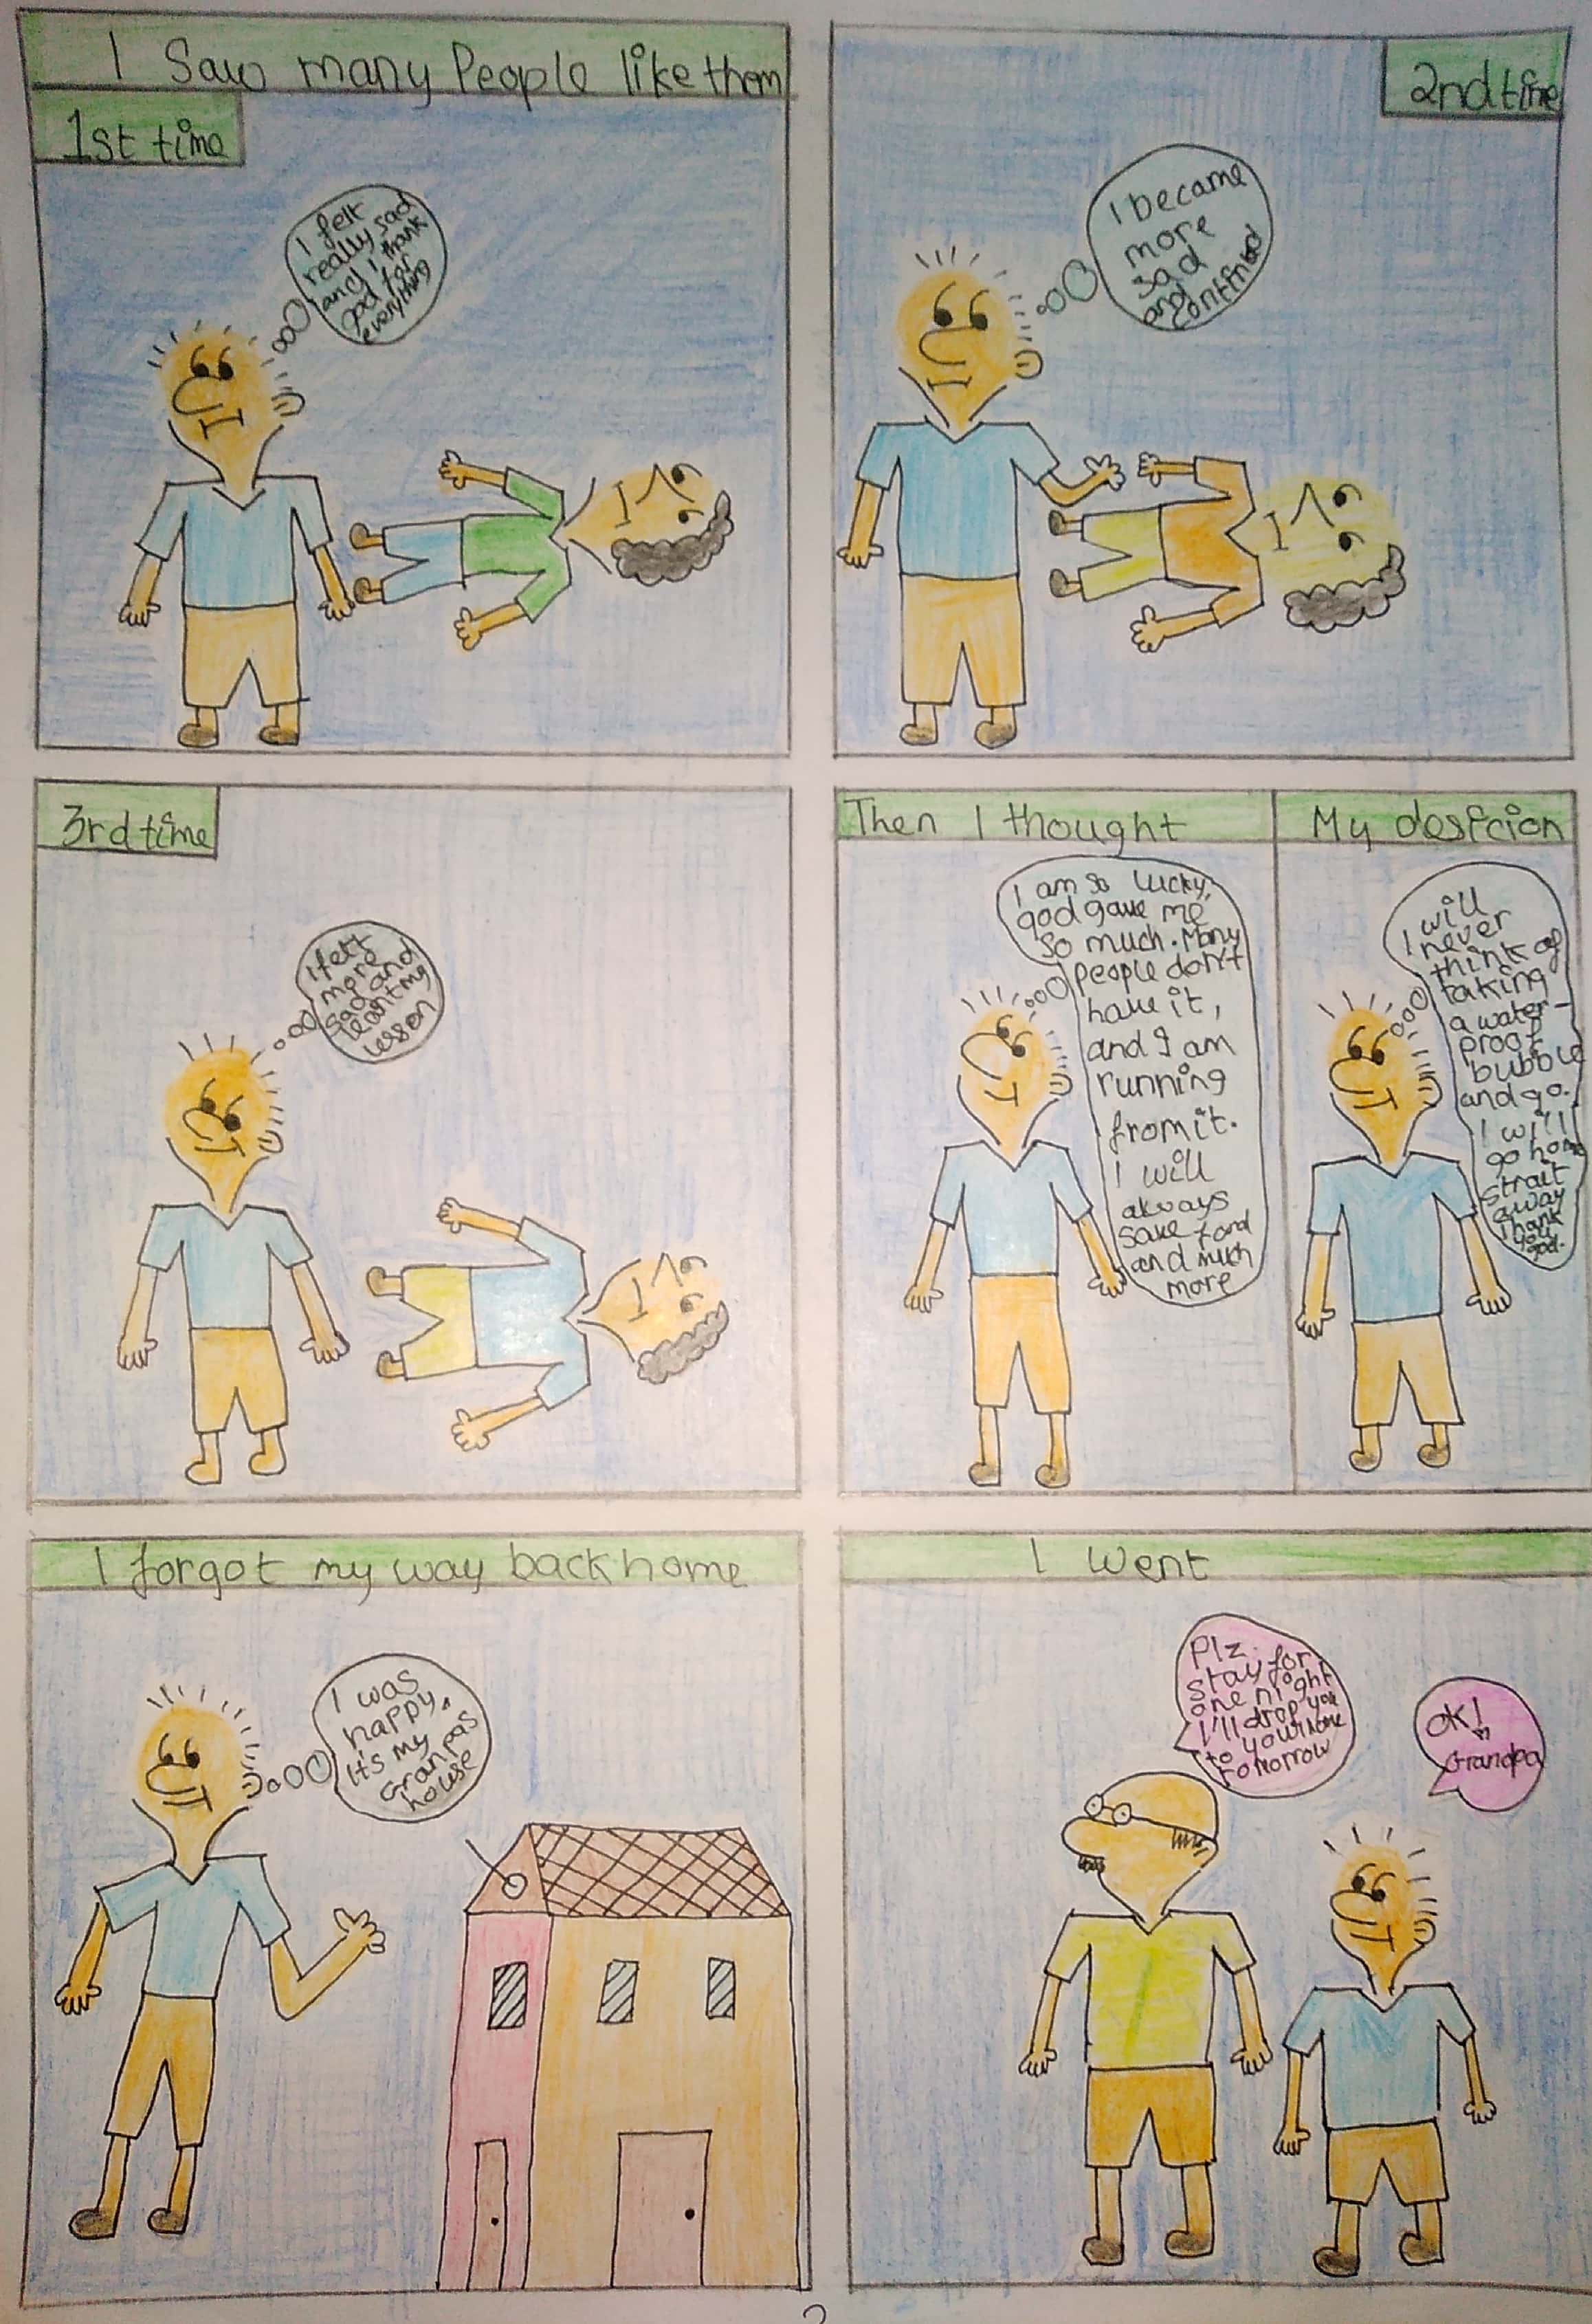 I Saw many People like them
1st time
I felt
really sad
and I thank
god for
everything
2nd time
I became
more
sad
and
continued
3rd time
I felt
more
sad and
leant my
lesson
Then I thought
I am so lucky,
god gave me
so much. Many
people don't
have it,
and I am
running
from it.
I will
always
save food
and much
more
My desicion
I will
never
think of
taking
a water-
proof
bubble
and go.
I will
go home
strait
away
Thank
you
god.
I forgot my way back home
I was
happy,
It's my
Granpas
house
I Went
Plz
stay for
one night
I'll drop you
to your home
tomorrow
OK!
Grandpa
2